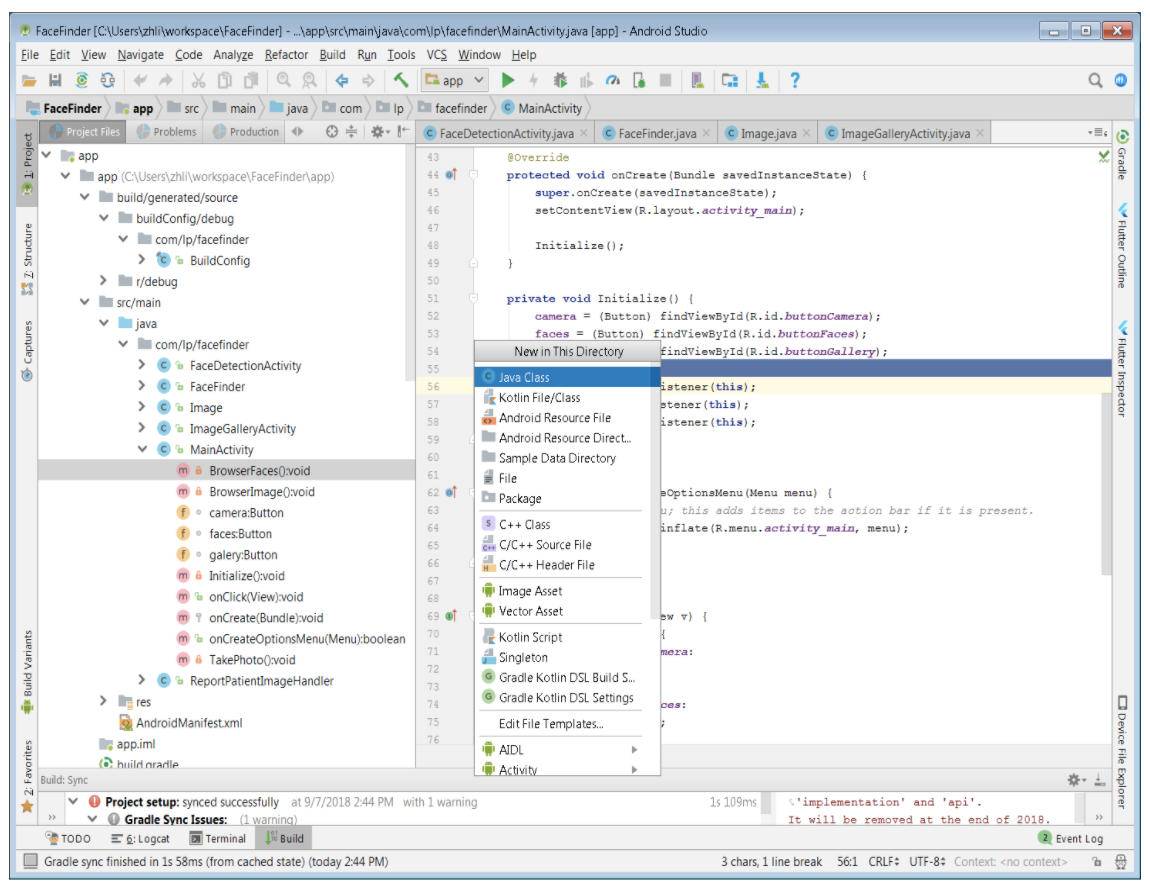 FaceFinder [C:\Users\zhli\workspace\FaceFinder] - ...\app\src\main\java\com\lp\facefinder\MainActivity.java [app] - Android Studio
File Edit View Navigate Code Analyze Refactor Build Run Tools VCS Window Help
app
FaceFinder app src main java com lp facefinder MainActivity
Project Files Problems Production
FaceDetectionActivity.java FaceFinder.java Image.java ImageGalleryActivity.java
1: Project
Z: Structure
Captures
Build Variants
2: Favorites
app
app (C:\Users\zhli\workspace\FaceFinder\app)
build/generated/source
buildConfig/debug
com/lp/facefinder
BuildConfig
r/debug
src/main
java
com/lp/facefinder
FaceDetectionActivity
FaceFinder
Image
ImageGalleryActivity
MainActivity
BrowserFaces():void
BrowserImage():void
camera:Button
faces:Button
galery:Button
Initialize():void
onClick(View):void
onCreate(Bundle):void
onCreateOptionsMenu(Menu):boolean
TakePhoto():void
ReportPatientImageHandler
res
AndroidManifest.xml
app.iml
build.gradle
43 @Override
44 protected void onCreate(Bundle savedInstanceState) {
45 super.onCreate(savedInstanceState);
46 setContentView(R.layout.activity_main);
47
48 Initialize();
49 }
50
51 private void Initialize() {
52 camera = (Button) findViewById(R.id.buttonCamera);
53 faces = (Button) findViewById(R.id.buttonFaces);
54 findViewById(R.id.buttonGallery);
55
56 istener(this);
57 stener(this);
58 istener(this);
59
60
61
62 eOptionsMenu(Menu menu) {
63 u; this adds items to the action bar if it is present.
64 inflate(R.menu.activity_main, menu);
65
66
67
68
69 ew v) {
70 {
71 mera:
72
73
74 ces:
75 ;
76
New in This Directory
Java Class
Kotlin File/Class
Android Resource File
Android Resource Direct...
Sample Data Directory
File
Package
C++ Class
C/C++ Source File
C/C++ Header File
Image Asset
Vector Asset
Kotlin Script
Singleton
Gradle Kotlin DSL Build S...
Gradle Kotlin DSL Settings
Edit File Templates...
AIDL
Activity
Gradle
Flutter Outline
Flutter Inspector
Device File Explorer
Build: Sync
Project setup: synced successfully at 9/7/2018 2:44 PM with 1 warning 1s 109ms
Gradle Sync Issues: (1 warning)
'implementation' and 'api'.
It will be removed at the end of 2018.
TODO 6: Logcat Terminal Build 2 Event Log
Gradle sync finished in 1s 58ms (from cached state) (today 2:44 PM) 3 chars, 1 line break 56:1 CRLF UTF-8 Context: <no context>